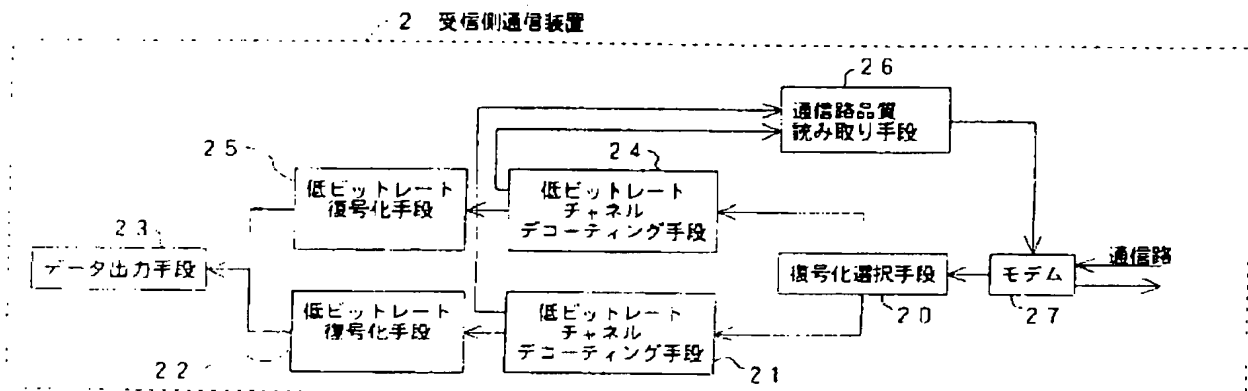 2 受信側通信装置
26
通信路品質
読み取り手段
25
低ビットレート
復号化手段
24
低ビットレート
チャネル
デコーティング手段
23
データ出力手段
復号化選択手段
20
モデム
27
通信路
低ビットレート
復号化手段
22
低ビットレート
チャネル
デコーティング手段
21